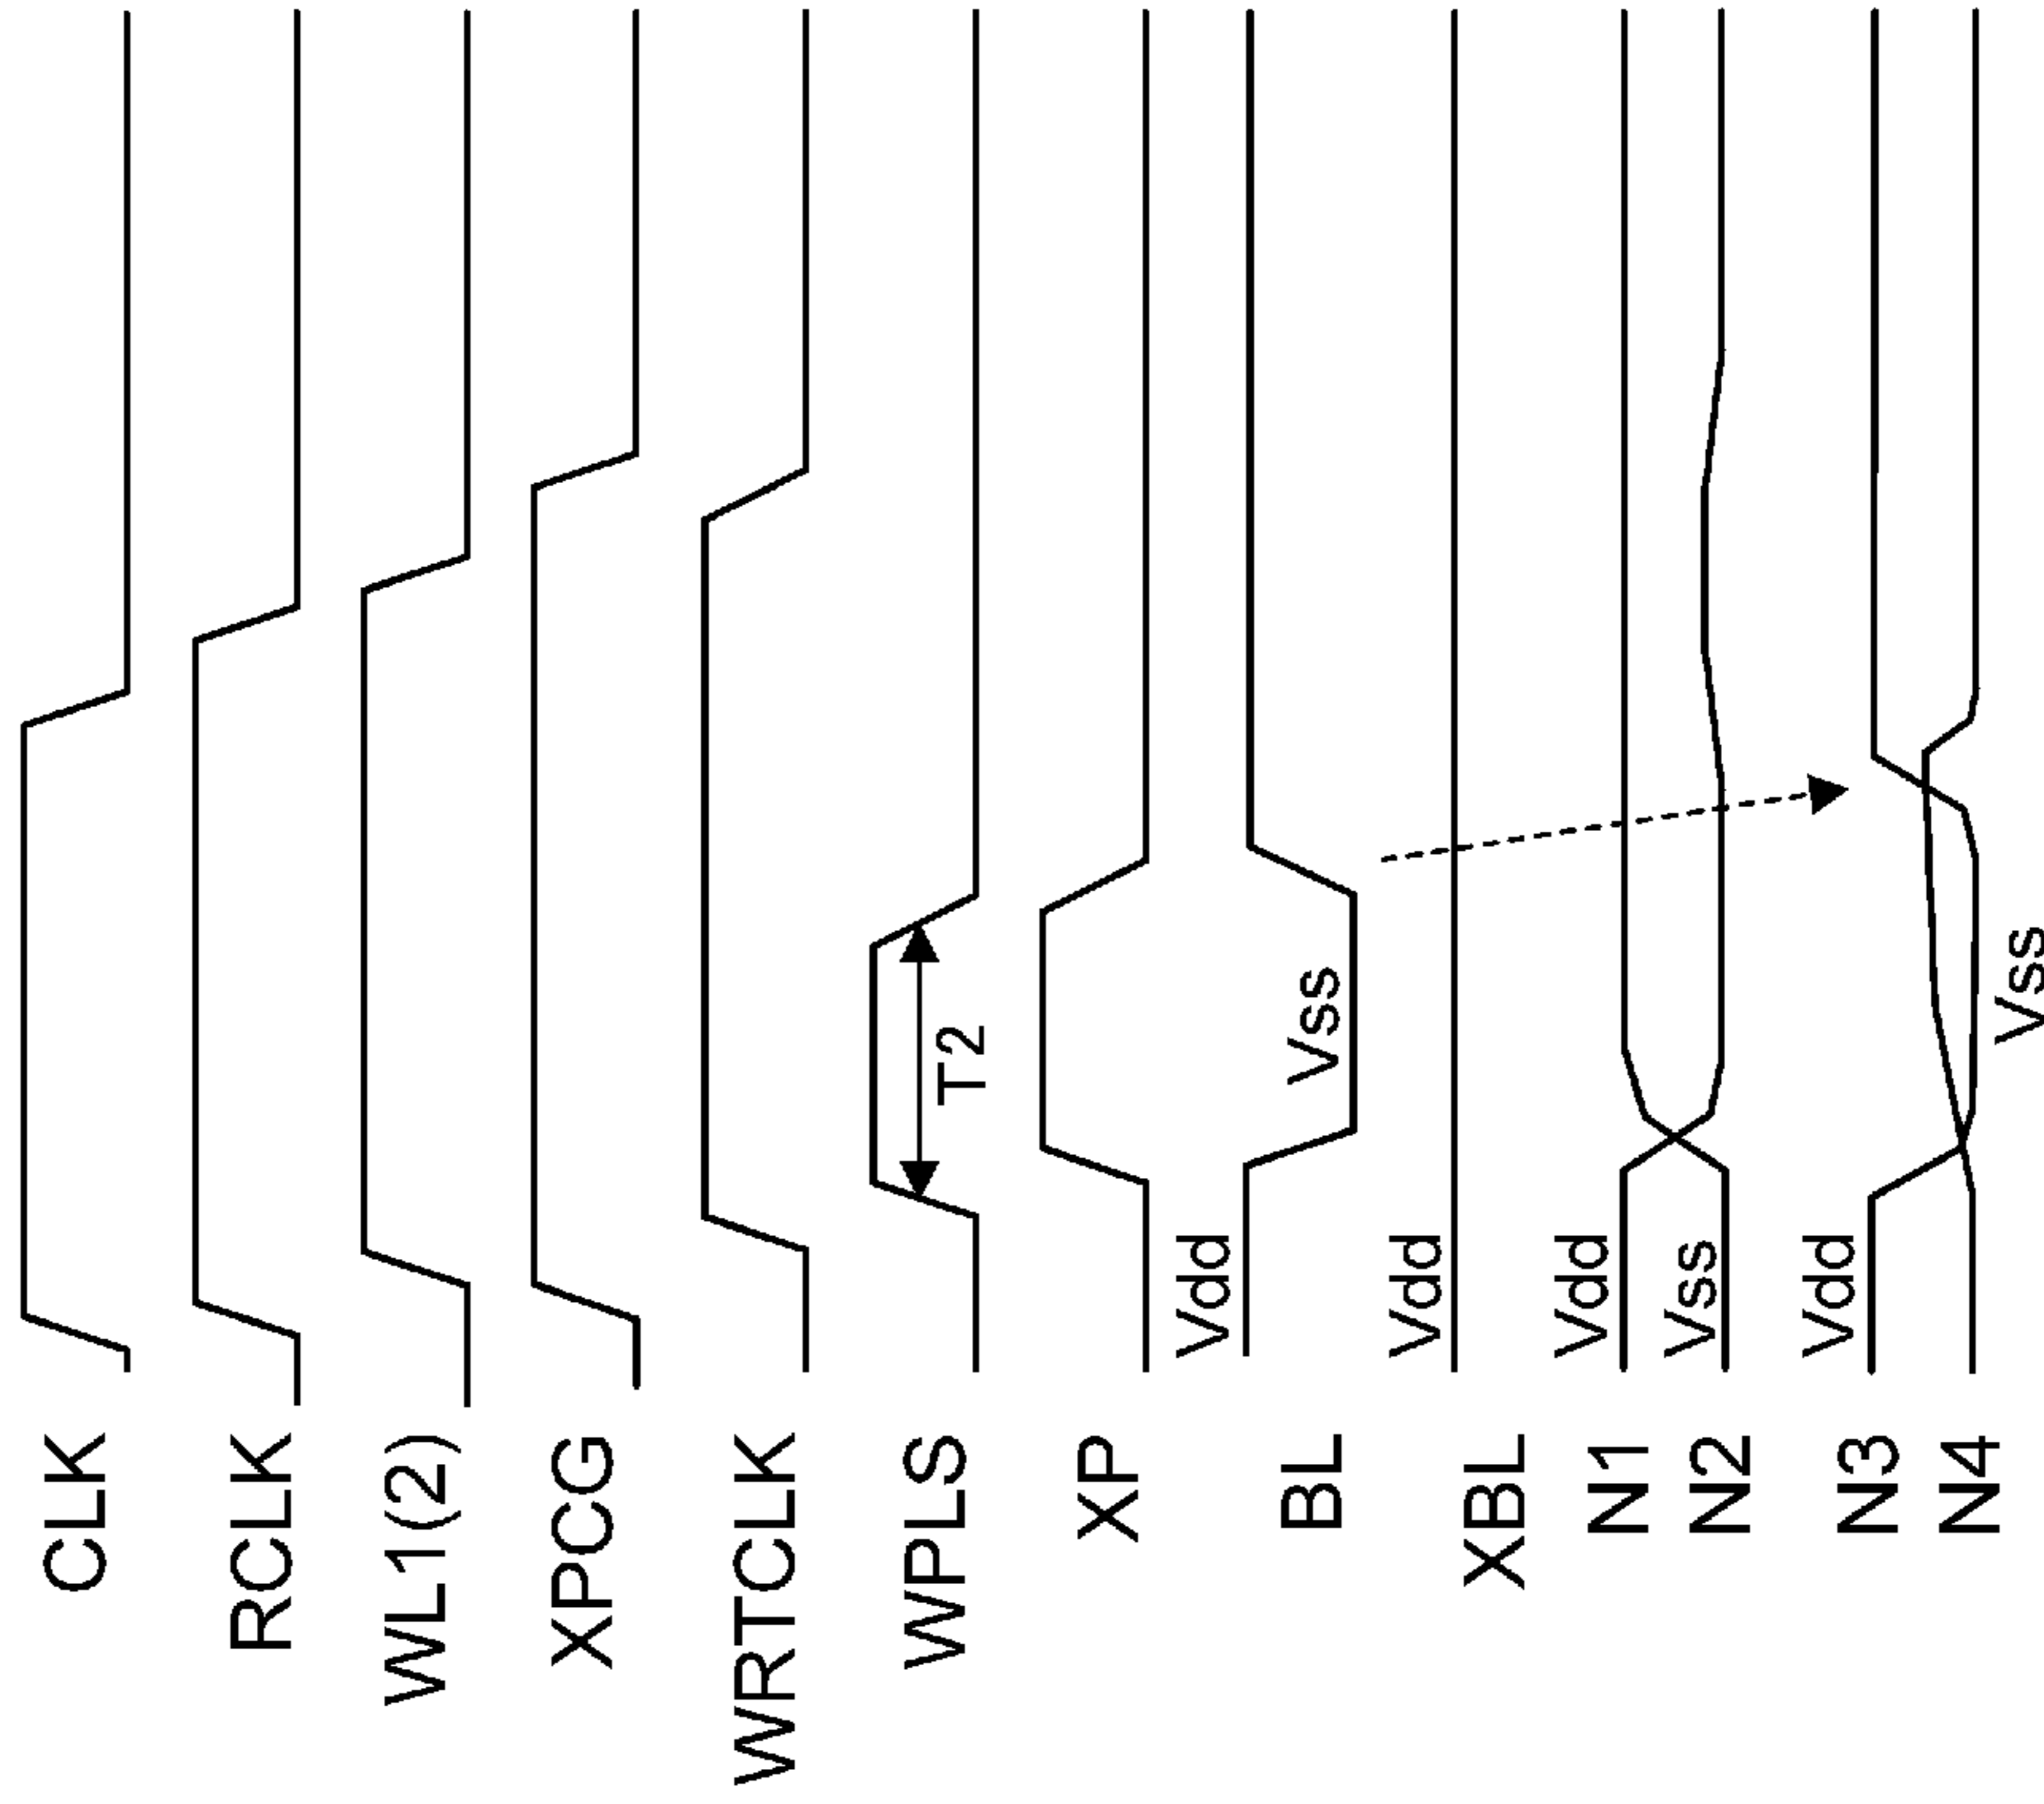 CLK
RCLK
WL1(2)
XPCG
WRTCLK
WPLS
T2
XP
BL Vdd Vss
XBL Vdd
N1 Vdd
N2 Vss
N3 Vdd
N4 Vss